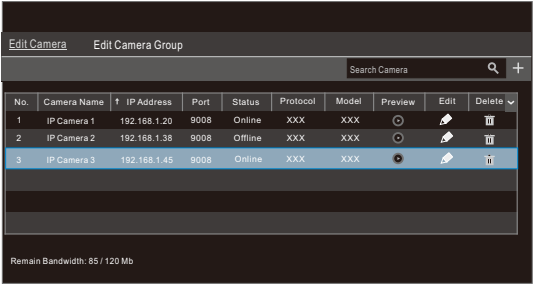 Edit Camera Edit Camera Group
Search Camera
No. Camera Name ↑ IP Address Port Status Protocol Model Preview Edit Delete
1 IP Camera 1 192.168.1.20 9008 Online XXX XXX
2 IP Camera 2 192.168.1.38 9008 Offline XXX XXX
3 IP Camera 3 192.168.1.45 9008 Online XXX XXX
Remain Bandwidth: 85 / 120 Mb